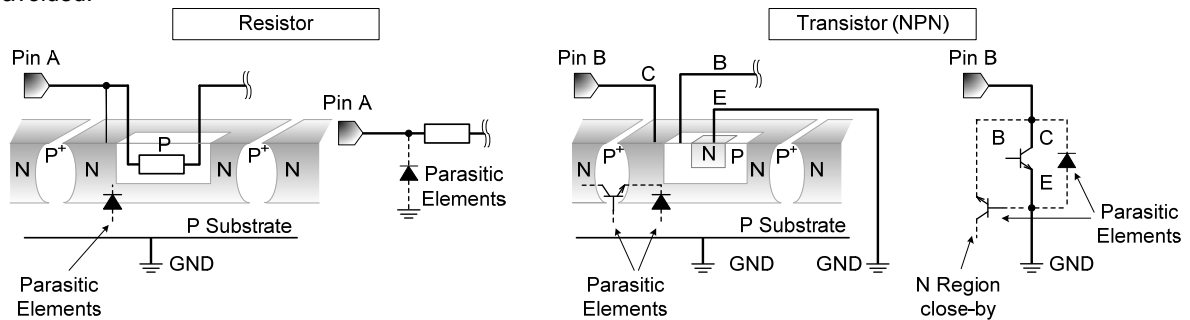 Resistor
Transistor (NPN)
Pin A
Pin A
N
P+
N
P
P+
N
Parasitic
Elements
P Substrate
GND
Parasitic
Elements
Pin B
C
B
E
N
P+
N
N
P
P+
N
P Substrate
GND
GND
Parasitic
Elements
Pin B
B
C
E
Parasitic
Elements
GND
N Region
close-by